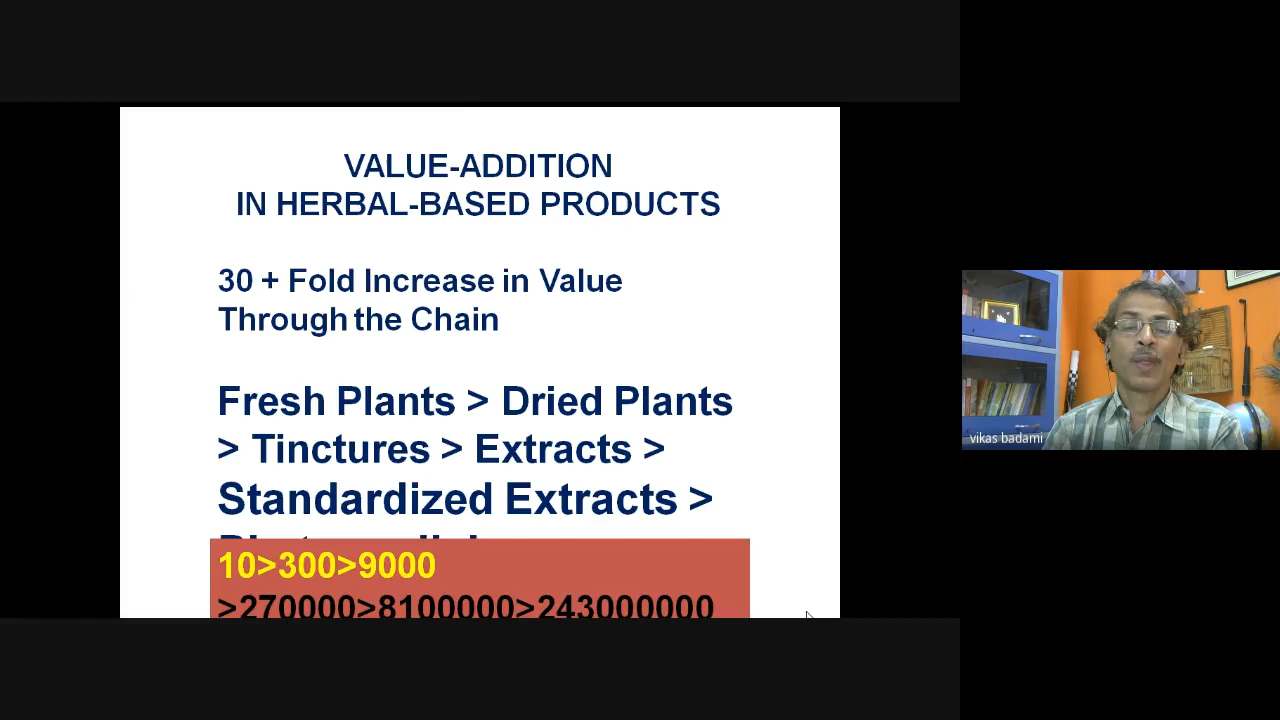 VALUE-ADDITION
IN HERBAL-BASED PRODUCTS
30 + Fold Increase in Value
Through the Chain
Fresh Plants > Dried Plants
> Tinctures > Extracts >
Standardized Extracts >
10>300>9000
>270000>8100000>243000000
vikas badami